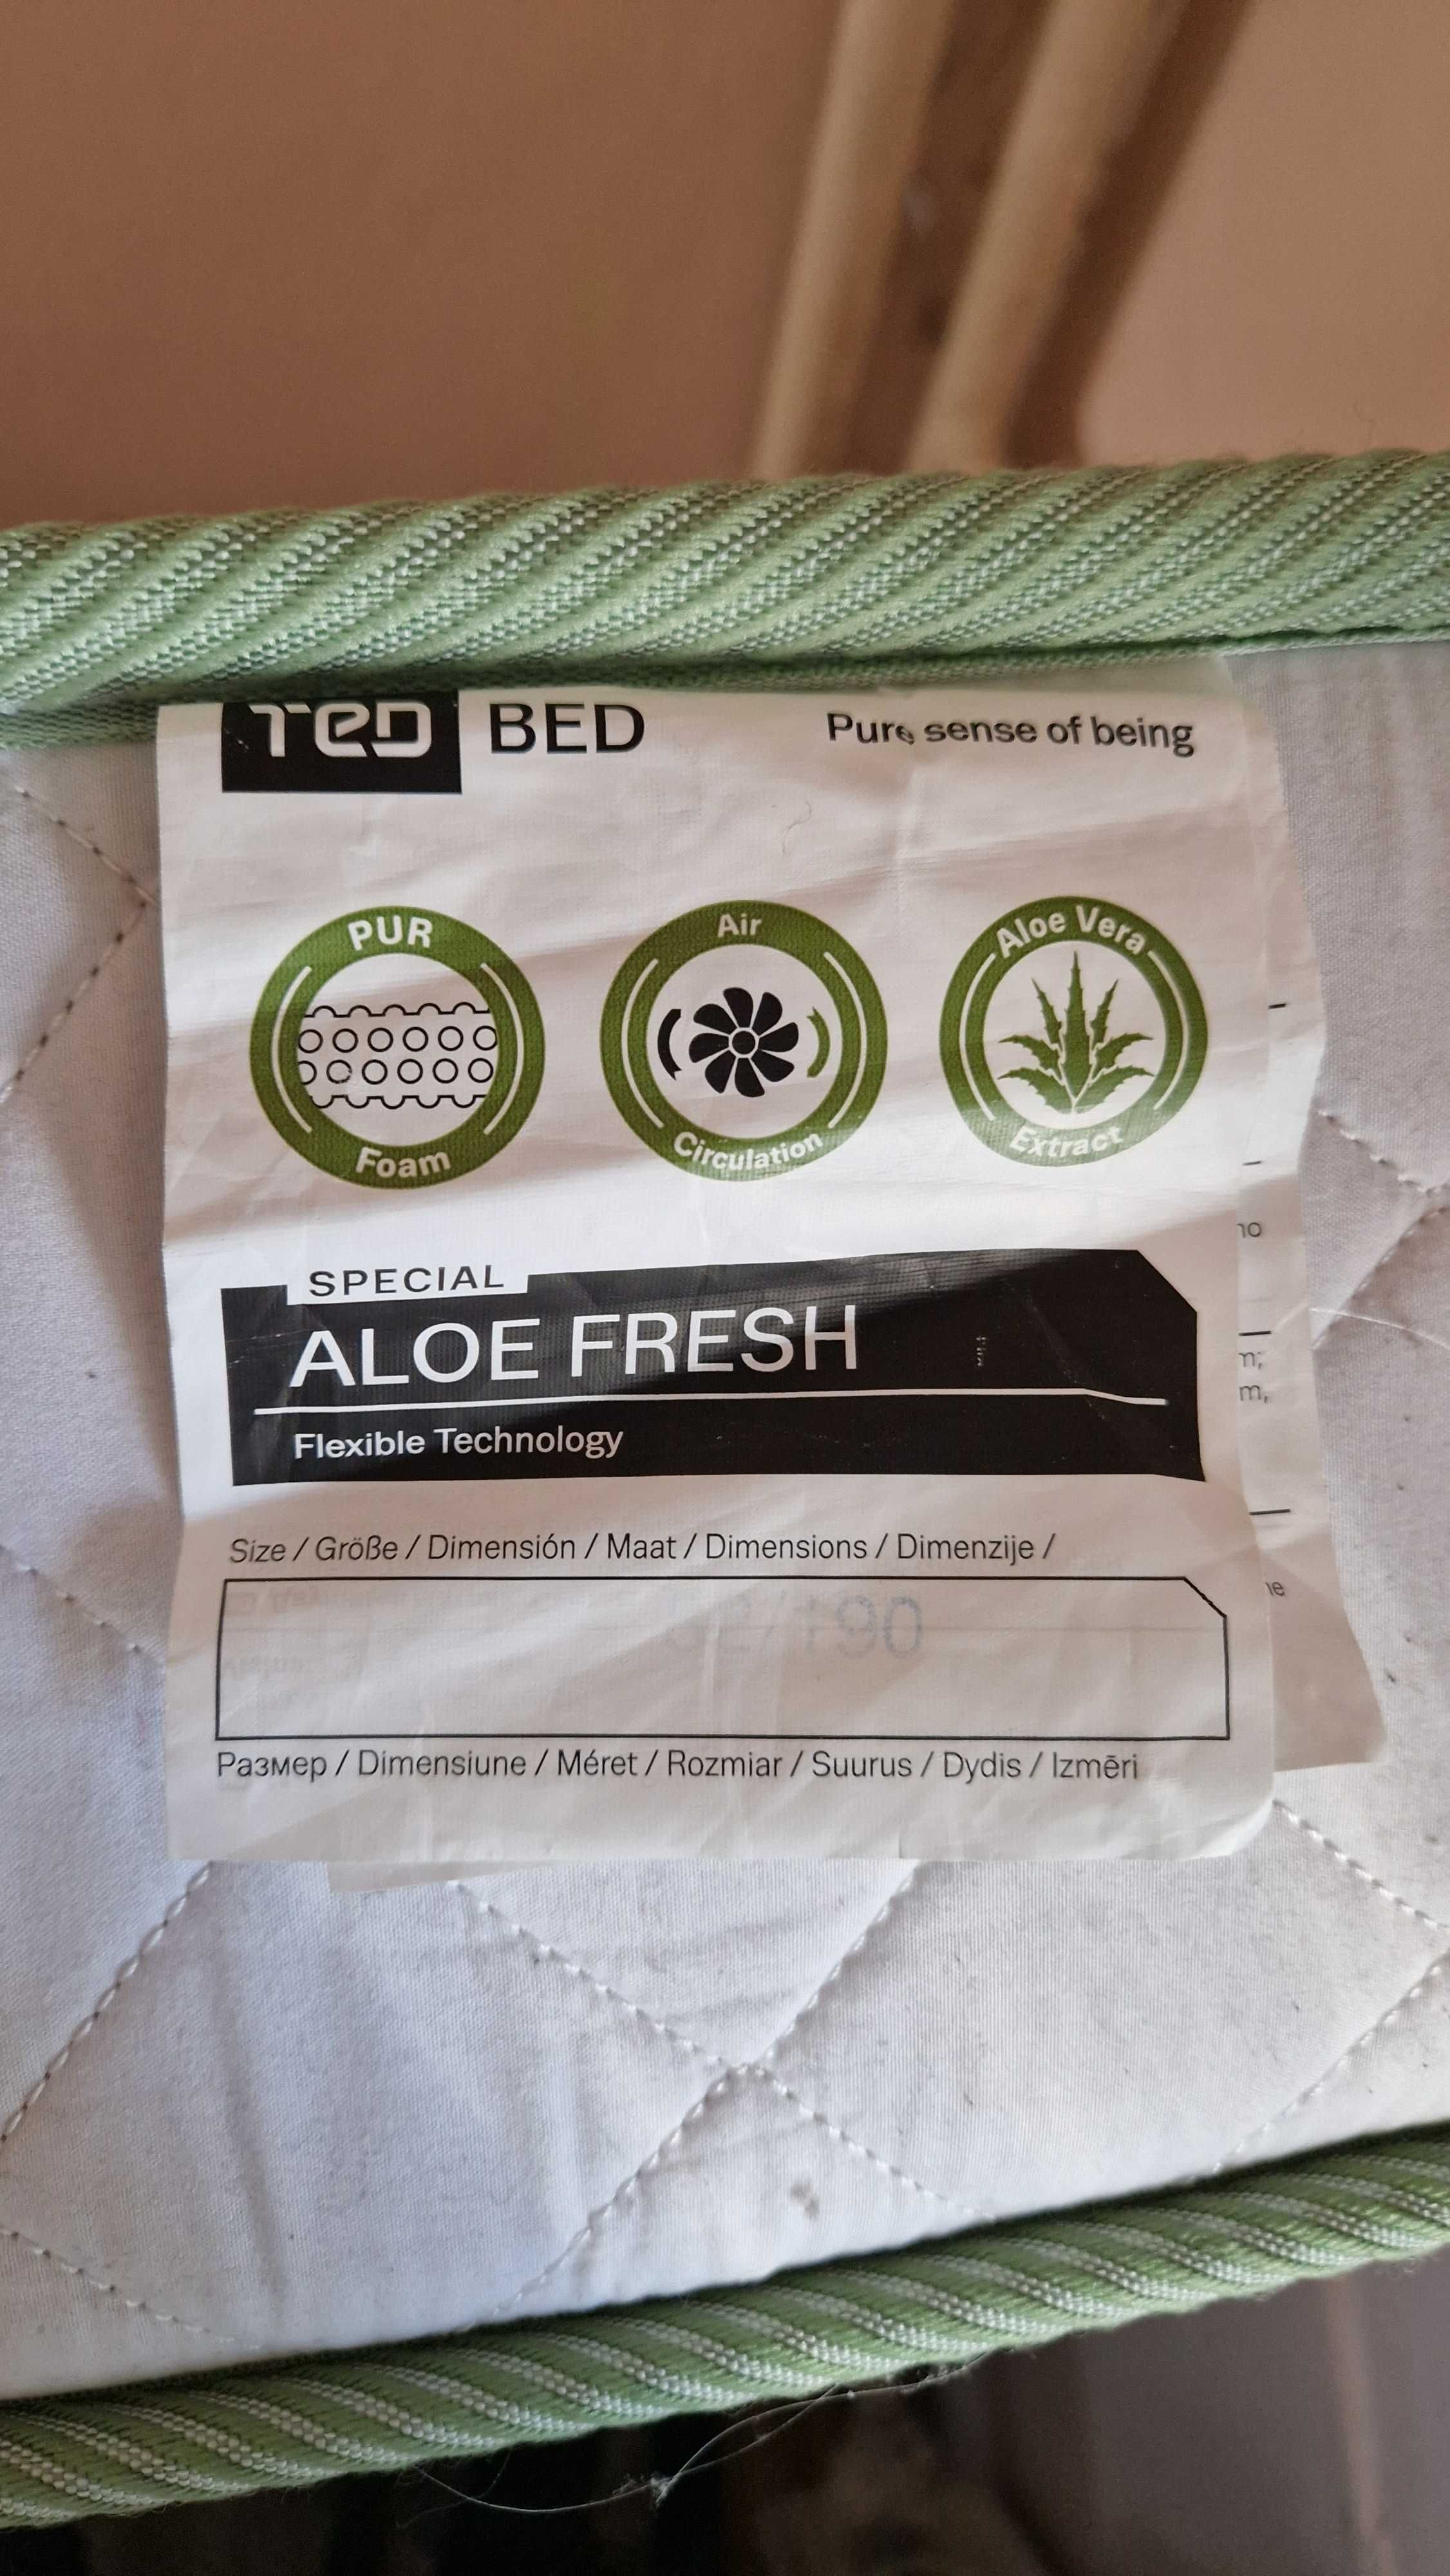 TED BED
Pure sense of being
PUR
Foam
Air
Circulation
Aloe Vera
Extract
SPECIAL
ALOE FRESH
Flexible Technology
Size / Größe / Dimensión / Maat / Dimensions / Dimenzije /
/190
Размер / Dimensiune / Méret / Rozmiar / Suurus / Dydis / Izmēri